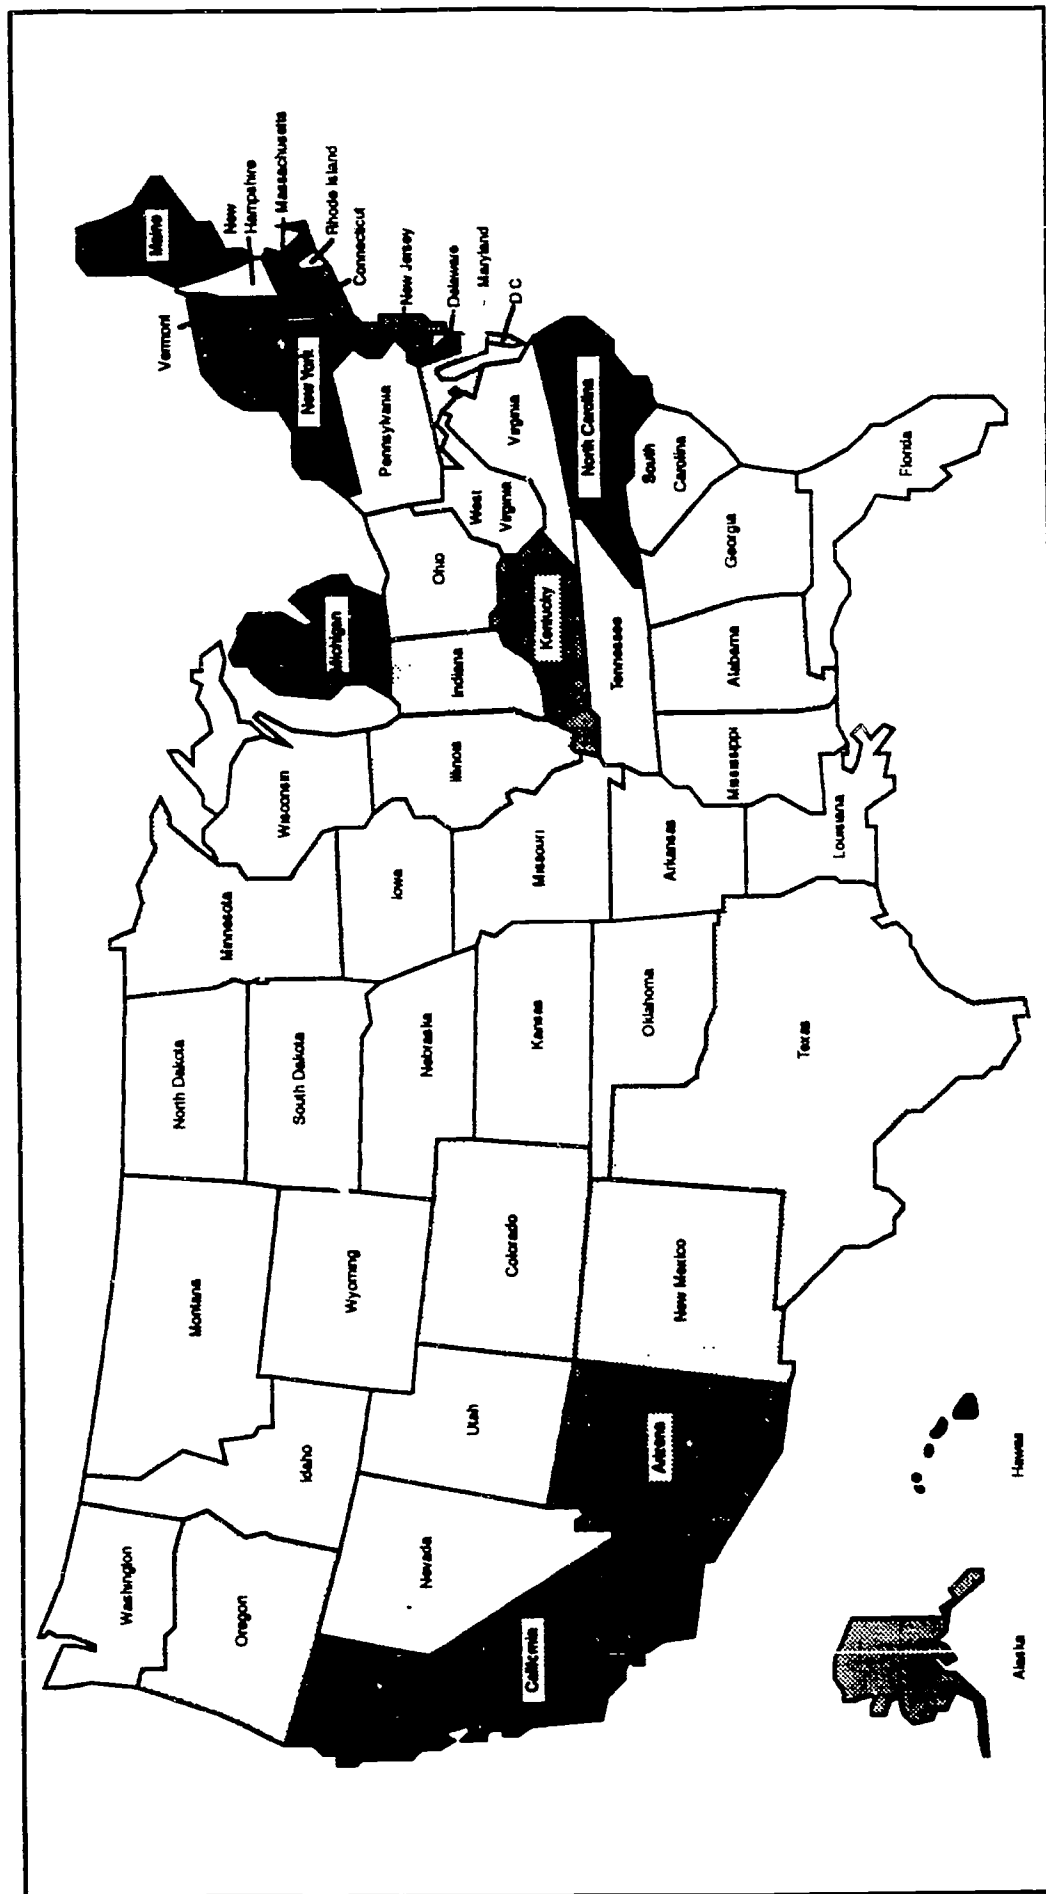 Washington
Oregon
California
Nevada
Idaho
Montana
Wyoming
Utah
Colorado
New Mexico
North Dakota
South Dakota
Nebraska
Kansas
Oklahoma
Texas
Minnesota
Iowa
Missouri
Arkansas
Louisiana
Wisconsin
Illinois
Michigan
Indiana
Ohio
Kentucky
Tennessee
Mississippi
Alabama
Georgia
Florida
South
Carolina
North Carolina
Virginia
West
Virginia
Pennsylvania
New York
Vermont
Maine
New
Hampshire
Massachusetts
Rhode Island
Connecticut
New Jersey
Delaware
Maryland
D C
Alaska